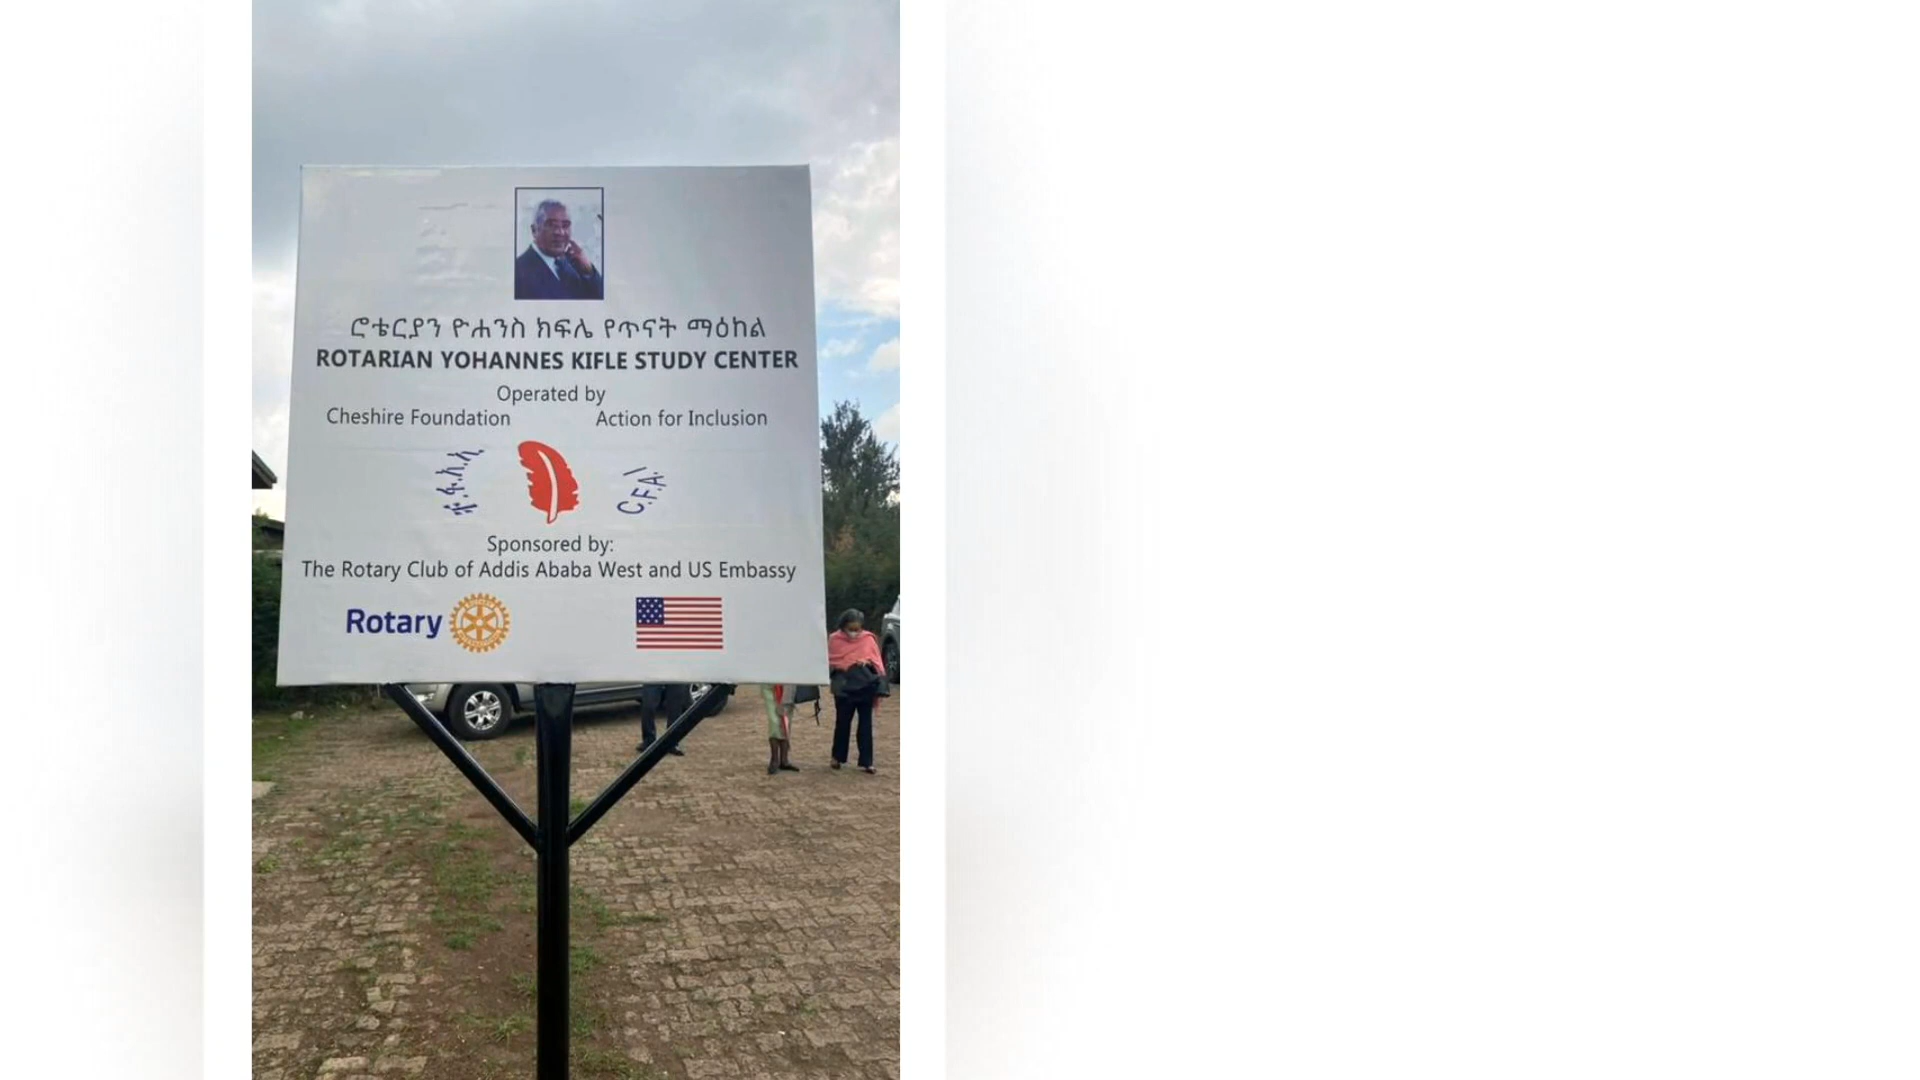 ሮቴርያን ዮሐንስ ክፍሌ የጥናት ማዕከል
ROTARIAN YOHANNES KIFLE STUDY CENTER
Operated by
Cheshire Foundation Action for Inclusion
C.F.A.I
Sponsored by:
The Rotary Club of Addis Ababa West and US Embassy
Rotary